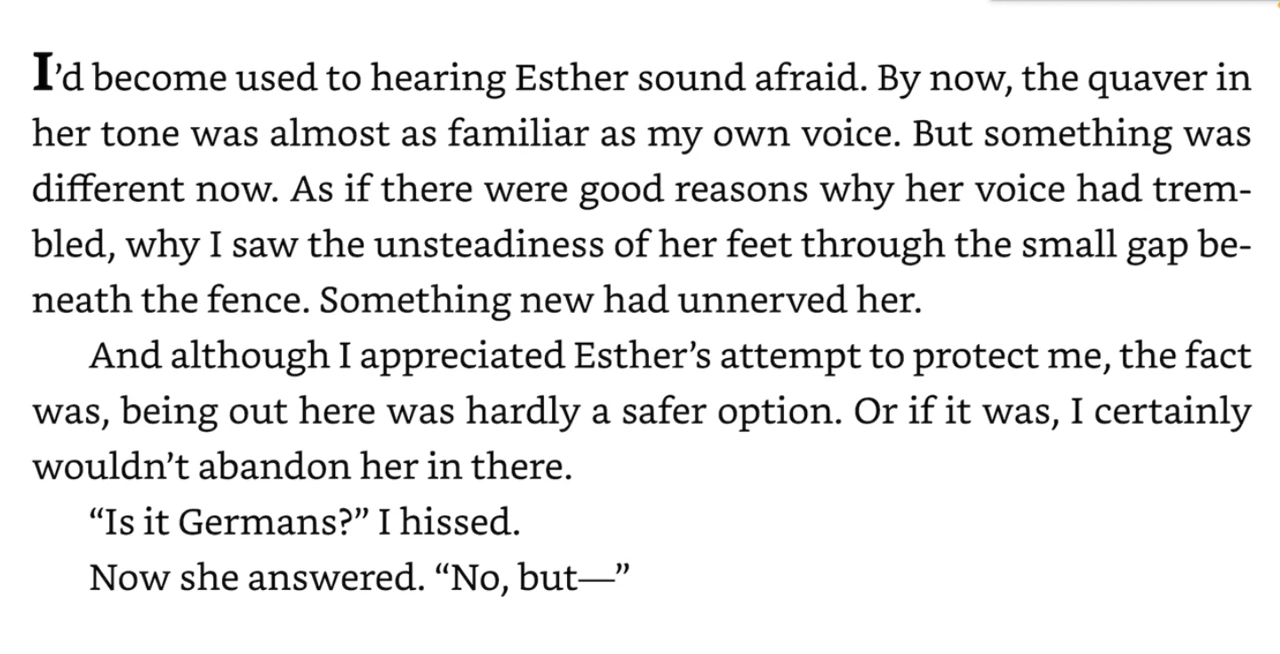 I’d become used to hearing Esther sound afraid. By now, the quaver in
her tone was almost as familiar as my own voice. But something was
different now. As if there were good reasons why her voice had trem-
bled, why I saw the unsteadiness of her feet through the small gap be-
neath the fence. Something new had unnerved her.
And although I appreciated Esther’s attempt to protect me, the fact
was, being out here was hardly a safer option. Or if it was, I certainly
wouldn’t abandon her in there.
“Is it Germans?” I hissed.
Now she answered. “No, but—”